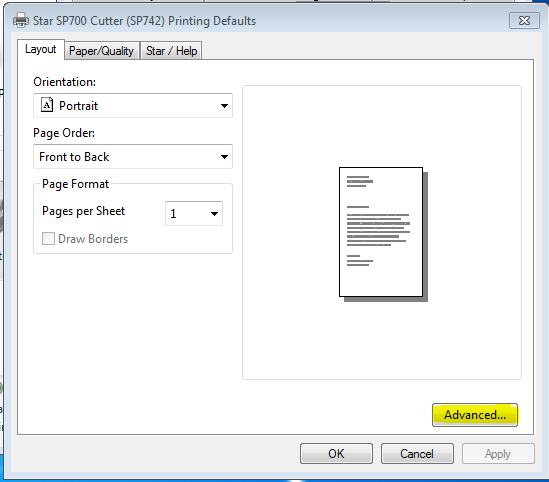 Star SP700 Cutter (SP742) Printing Defaults
Layout Paper/Quality Star / Help
Orientation:
A Portrait
Page Order:
Front to Back
Page Format
Pages per Sheet 1
Draw Borders
Advanced...
OK Cancel Apply